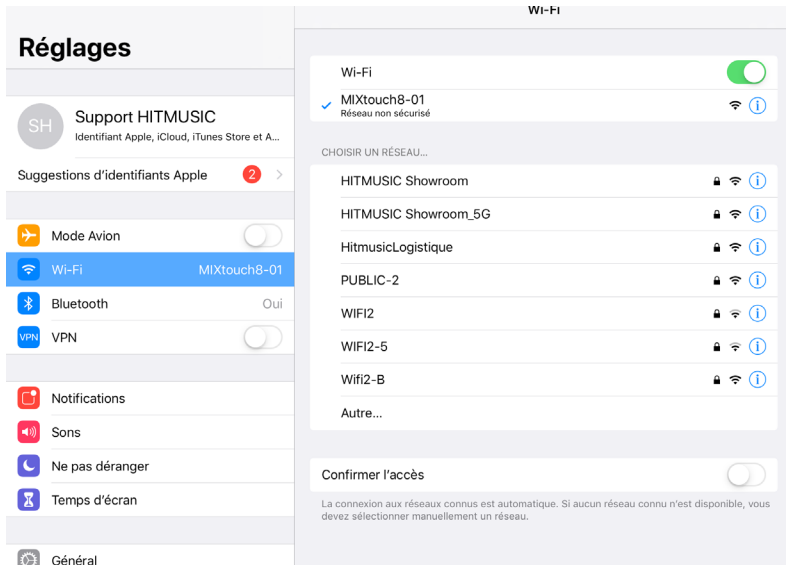 Réglages
SH
Support HITMUSIC
Identifiant Apple, iCloud, iTunes Store et A...
Suggestions d'identifiants Apple 2
Mode Avion
Wi-Fi MIXtouch8-01
Bluetooth Oui
VPN VPN
Notifications
Sons
Ne pas déranger
Temps d'écran
Général
Wi-Fi
Wi-Fi
MIXtouch8-01
Réseau non sécurisé
CHOISIR UN RÉSEAU...
HITMUSIC Showroom
HITMUSIC Showroom_5G
HitmusicLogistique
PUBLIC-2
WIFI2
WIFI2-5
Wifi2-B
Autre...
Confirmer l'accès
La connexion aux réseaux connus est automatique. Si aucun réseau connu n'est disponible, vous
devez sélectionner manuellement un réseau.